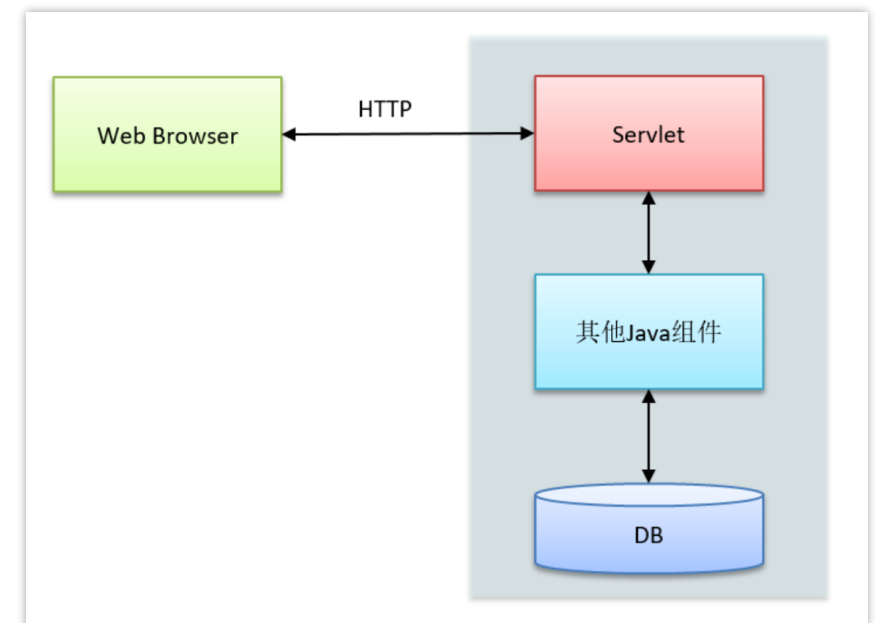 HTTP
Web Browser
Servlet
其他Java组件
DB